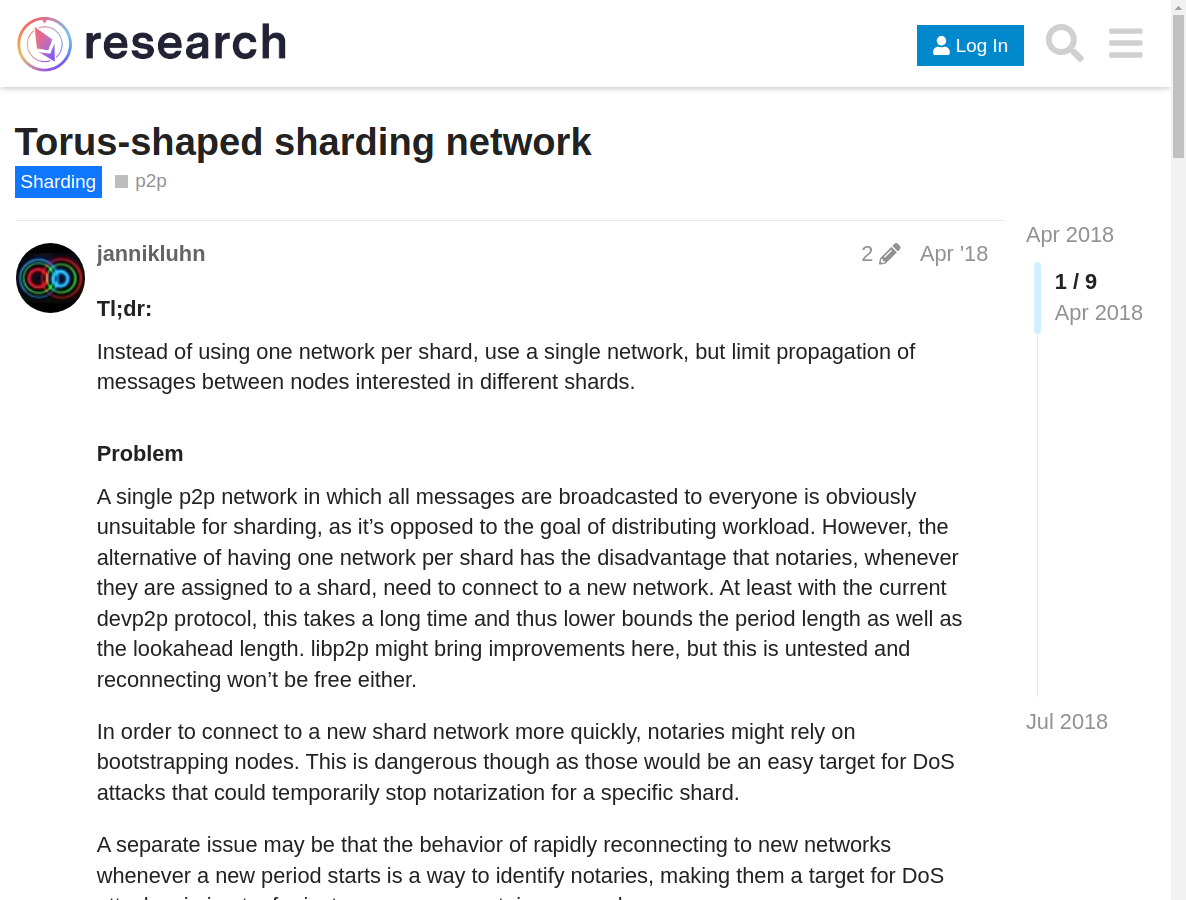 research
Log In
Torus-shaped sharding network
Sharding
p2p
jannikluhn
2
Apr '18
Tl;dr:
Instead of using one network per shard, use a single network, but limit propagation of
messages between nodes interested in different shards.
Problem
A single p2p network in which all messages are broadcasted to everyone is obviously
unsuitable for sharding, as it’s opposed to the goal of distributing workload. However, the
alternative of having one network per shard has the disadvantage that notaries, whenever
they are assigned to a shard, need to connect to a new network. At least with the current
devp2p protocol, this takes a long time and thus lower bounds the period length as well as
the lookahead length. libp2p might bring improvements here, but this is untested and
reconnecting won’t be free either.
In order to connect to a new shard network more quickly, notaries might rely on
bootstrapping nodes. This is dangerous though as those would be an easy target for DoS
attacks that could temporarily stop notarization for a specific shard.
A separate issue may be that the behavior of rapidly reconnecting to new networks
whenever a new period starts is a way to identify notaries, making them a target for DoS
Apr 2018
1 / 9
Apr 2018
Jul 2018